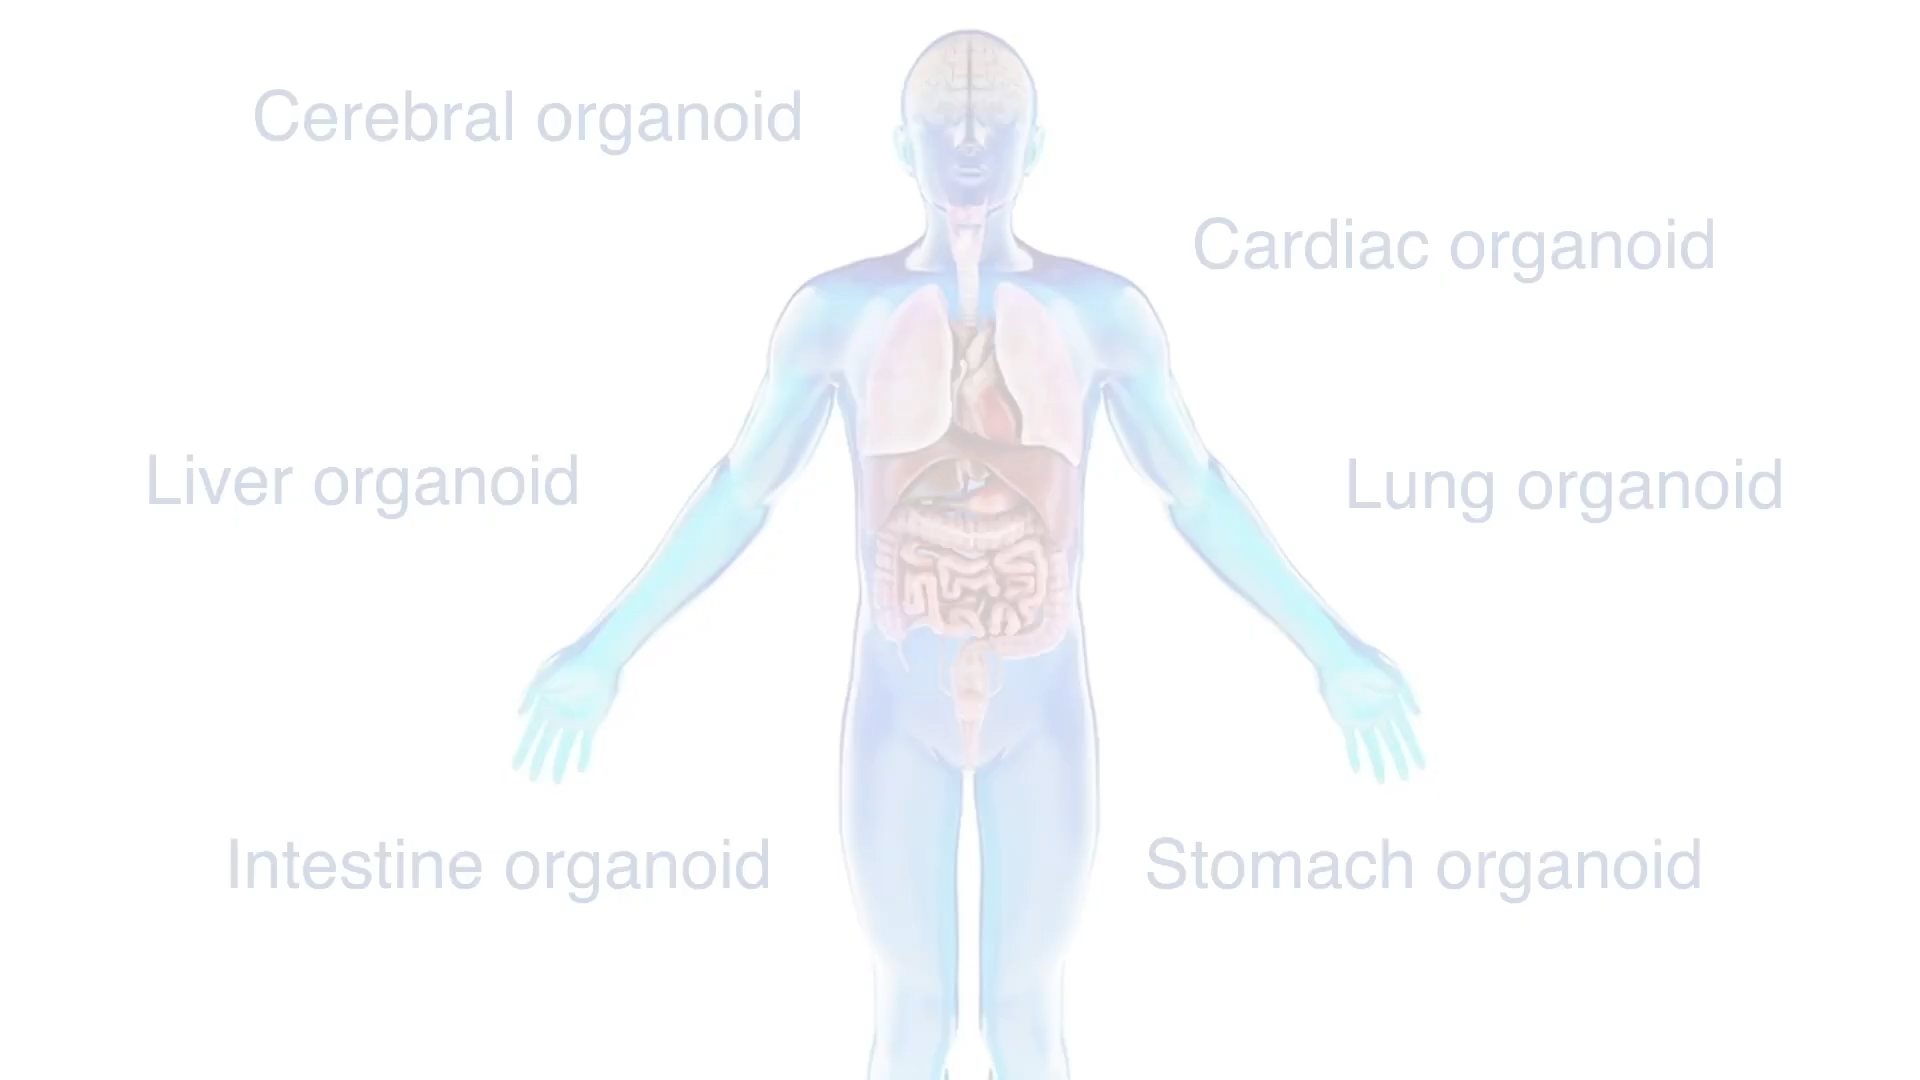 Cerebral organoid
Cardiac organoid
Liver organoid
Lung organoid
Intestine organoid
Stomach organoid